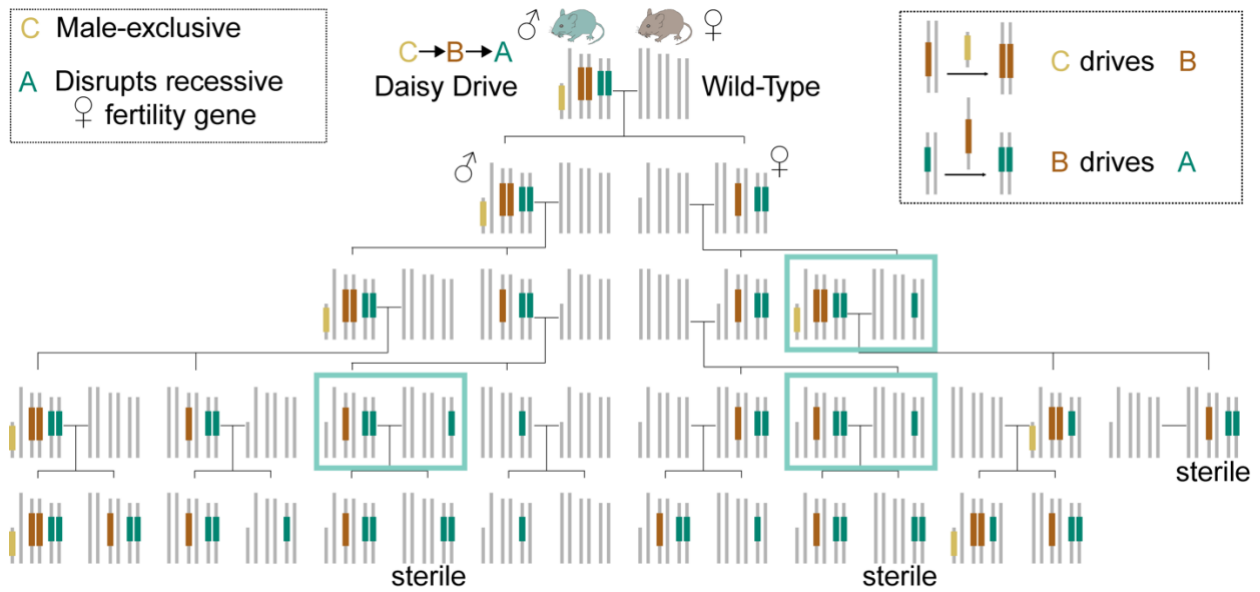 C Male-exclusive
A Disrupts recessive
♀ fertility gene
C→B→A
Daisy Drive
♂
♀
Wild-Type
C drives B
B drives A
♂
♀
sterile
sterile
sterile